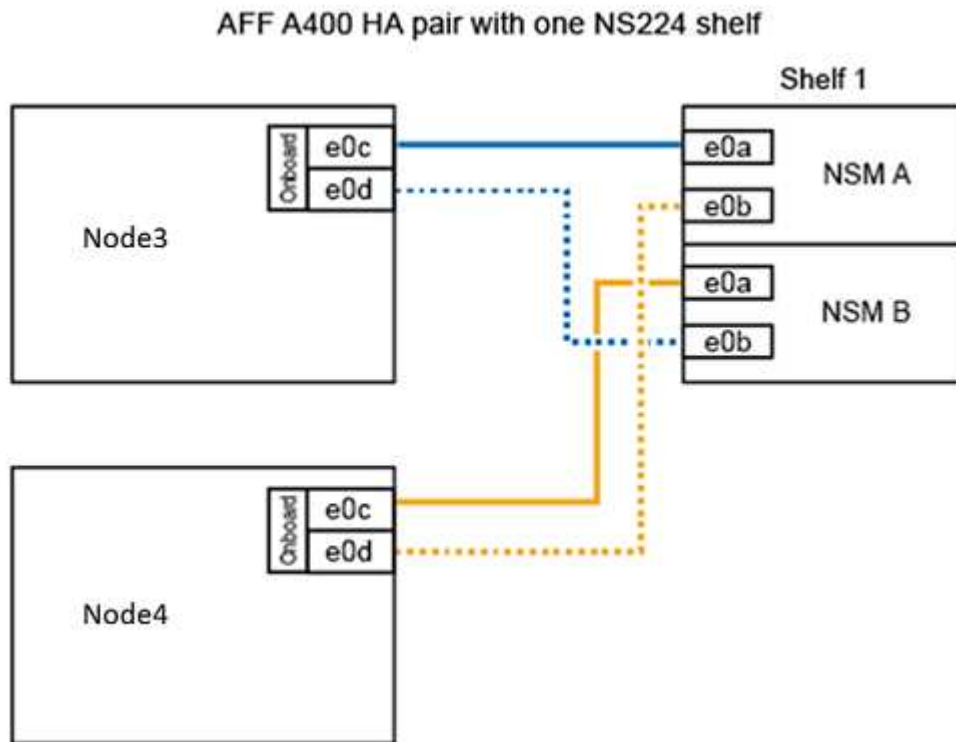 AFF A400 HA pair with one NS224 shelf
Shelf 1
Onboard
e0c
e0d
Node3
e0a
e0b
NSM A
e0a
e0b
NSM B
Onboard
e0c
e0d
Node4